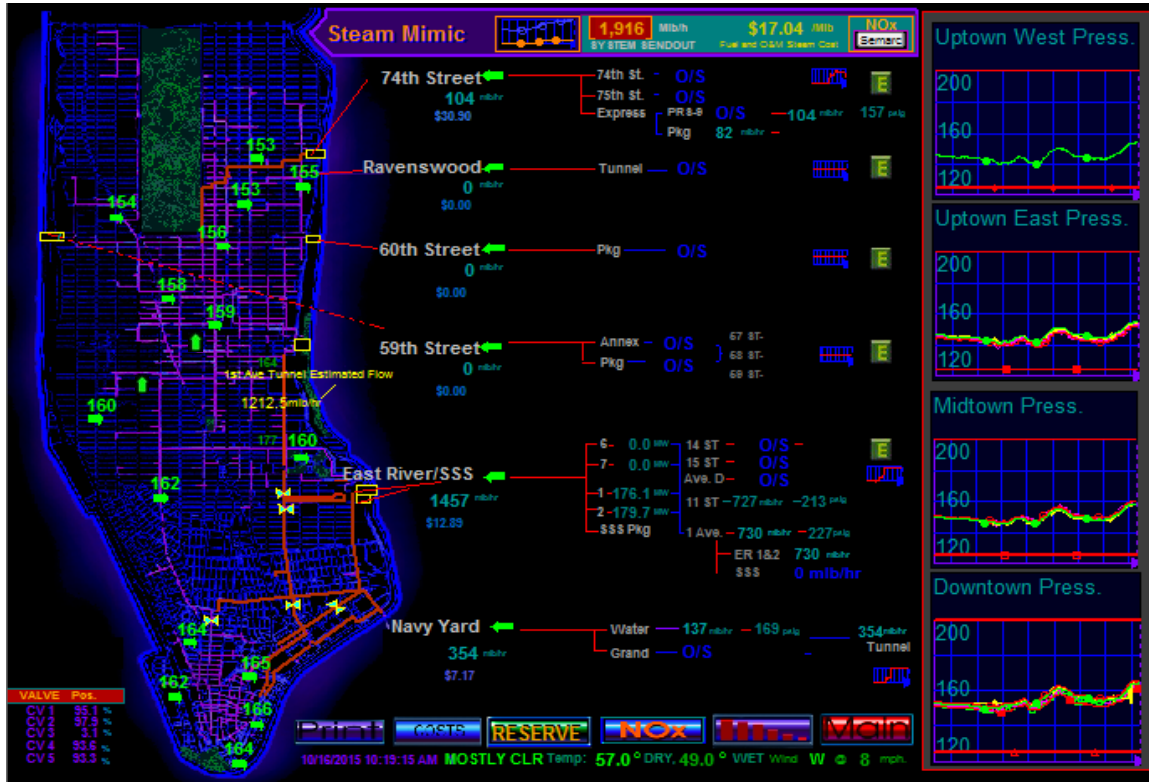 Steam Mimic
1,916 Mlb/h
SYSTEM SENDOUT
$17.04 /Mlb
Fuel and O&M Steam Cost
NOx
Bernard
74th Street
104 mlb/hr
$30.90
74th St. - O/S
75th St. - O/S
Express PR 8-9 O/S 104 mlb/hr 157 psig
Pkg 82 mlb/hr
E
Ravenswood
0 mlb/hr
$0.00
Tunnel O/S
E
60th Street
0 mlb/hr
$0.00
Pkg O/S
E
59th Street
0 mlb/hr
$0.00
Annex - O/S
Pkg O/S
67 ST-
68 ST-
69 ST-
E
East River/SSS
1457 mlb/hr
$12.89
6- 0.0 MW
7- 0.0 MW
1 -176.1 MW
2 -179.7 MW
SSS Pkg
14 ST - O/S
15 ST - O/S
Ave. D - O/S
11 ST -727 mlb/hr -213 psig
1 Ave. -730 mlb/hr -227 psig
ER 1&2 730 mlb/hr
SSS 0 mlb/hr
E
Navy Yard
354 mlb/hr
$7.17
Water 137 mlb/hr - 169 psig 354 mlb/hr
Grand O/S - Tunnel
153
155
153
154
156
158
159
164
1st Ave Tunnel Estimated Flow
1212.5 mlb/hr
160
177
160
162
164
165
162
166
164
VALVE Pos.
CV 1 95.1 %
CV 2 97.9 %
CV 3 3.1 %
CV 4 93.6 %
CV 5 93.3 %
Print
COSTS
RESERVE
NOx
Main
10/16/2015 10:19:15 AM MOSTLY CLR Temp: 57.0° DRY, 49.0° WET Wind W @ 8 mph.
Uptown West Press.
200
160
120
Uptown East Press.
200
160
120
Midtown Press.
200
160
120
Downtown Press.
200
160
120